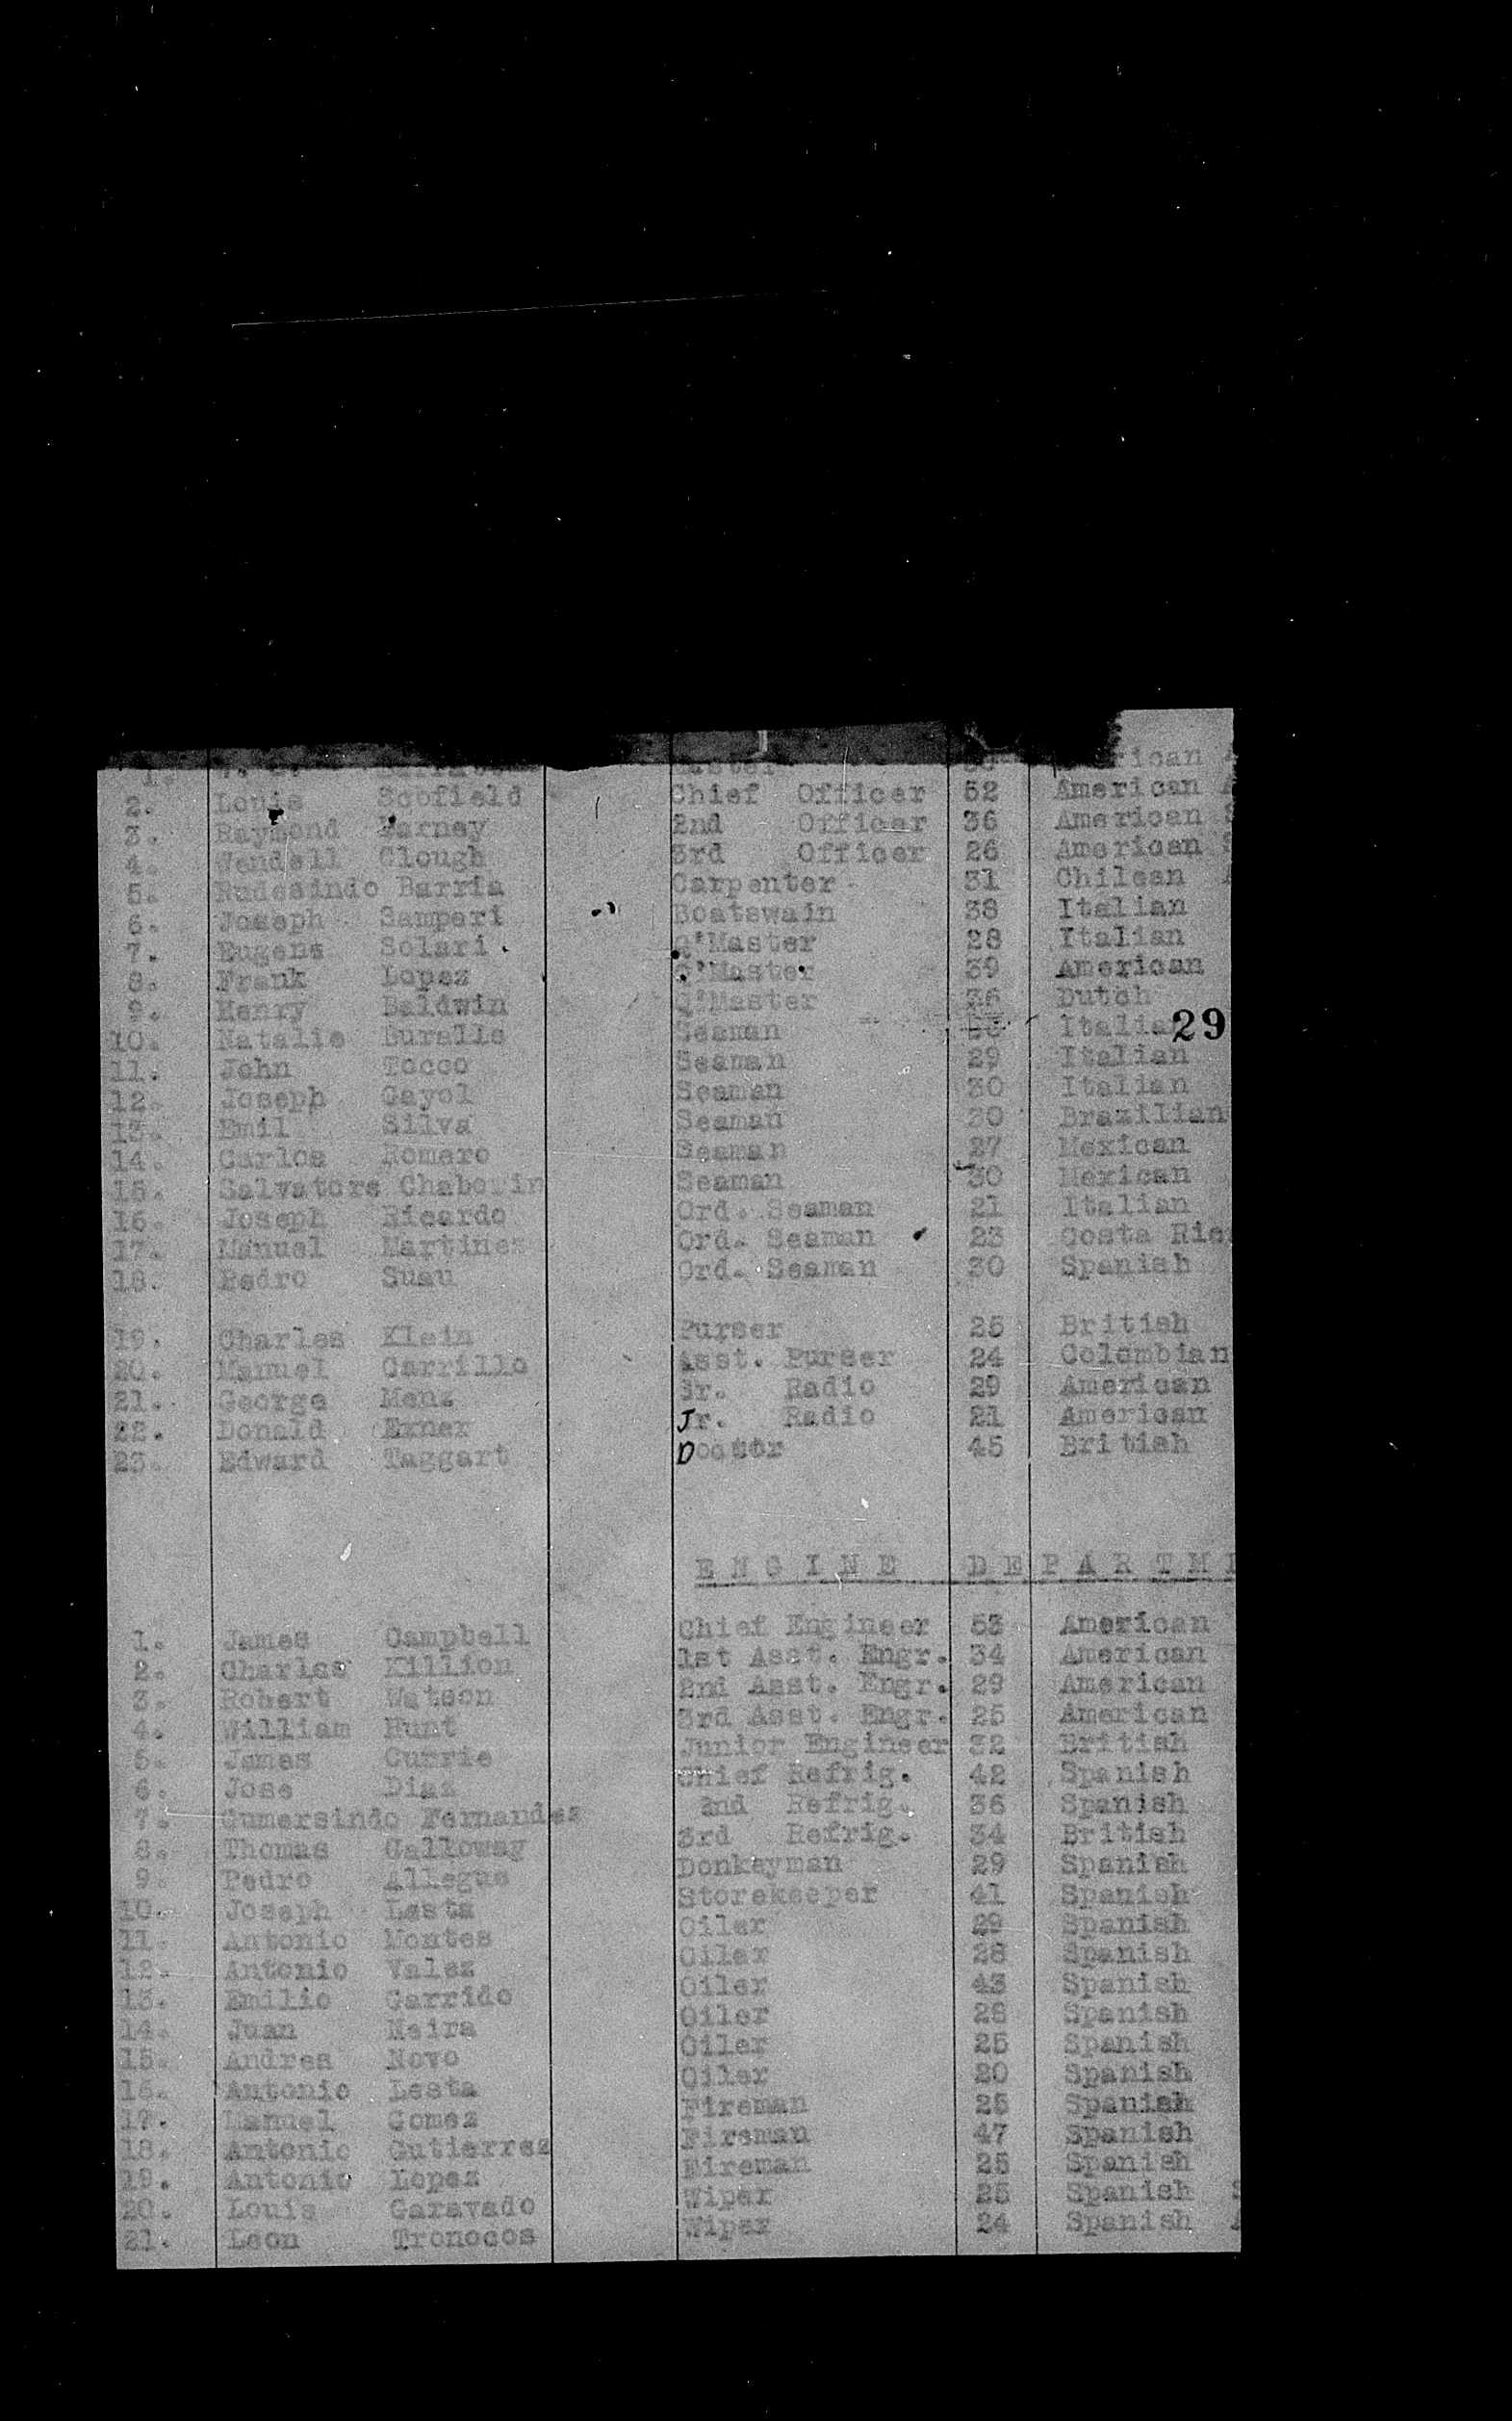 1. Master American
2. Louis Scofield Chief Officer 52 American
3. Raymond Varney 2nd Officer 36 American
4. Wendell Clough 3rd Officer 26 American
5. Rudesindo Barria Carpenter 31 Chilean
6. Joseph Samperi Boatswain 38 Italian
7. Eugene Solari Q'Master 28 Italian
8. Frank Lopez Q'Master 39 American
9. Henry Baldwin Q'Master 36 Dutch
10. Natalie Buralle Seaman Italian 29
11. John Tocco Seaman 29 Italian
12. Joseph Gayol Seaman 30 Italian
13. Emil Silva Seaman 30 Brazilian
14. Carlos Romero Seaman 27 Mexican
15. Salvatore Chaberin Seaman 30 Mexican
16. Joseph Ricardo Ord. Seaman 21 Italian
17. Manuel Martinez Ord. Seaman 23 Costa
18. Pedro Suau Ord. Seaman 30 Spanish
19. Charles Klein Purser 25 British
20. Manuel Carrillo Asst. Purser 24 Colombian
21. George Menz Sr. Radio 29 American
22. Donald Exner Jr. Radio 21 American
23. Edward Taggart Doctor 45 British
ENGINE DEPARTM
1. James Campbell Chief Engineer 53 American
2. Charles Killion 1st Asst. Engr. 34 American
3. Robert Watson 2nd Asst. Engr. 29 American
4. William Hunt 3rd Asst. Engr. 25 American
5. James Currie Junior Engineer 32 British
6. Jose Diaz Chief Refrig. 42 Spanish
7. Gumersindo Fernandez 2nd Refrig. 36 Spanish
8. Thomas Galloway 3rd Refrig. 34 British
9. Pedro Allegue Donkeyman 29 Spanish
10. Joseph Lesta Storekeeper 41 Spanish
11. Antonio Montes Oiler 29 Spanish
12. Antonio Valez Oiler 28 Spanish
13. Emilio Garrido Oiler 43 Spanish
14. Juan Neira Oiler 28 Spanish
15. Andres Novo Oiler 25 Spanish
16. Antonio Lesta Oiler 20 Spanish
17. Manuel Gomez Fireman 25 Spanish
18. Antonio Gutierrez Fireman 47 Spanish
19. Antonio Lopez Fireman 25 Spanish
20. Louis Garavado Wiper 25 Spanish
21. Leon Tronocos Wiper 24 Spanish